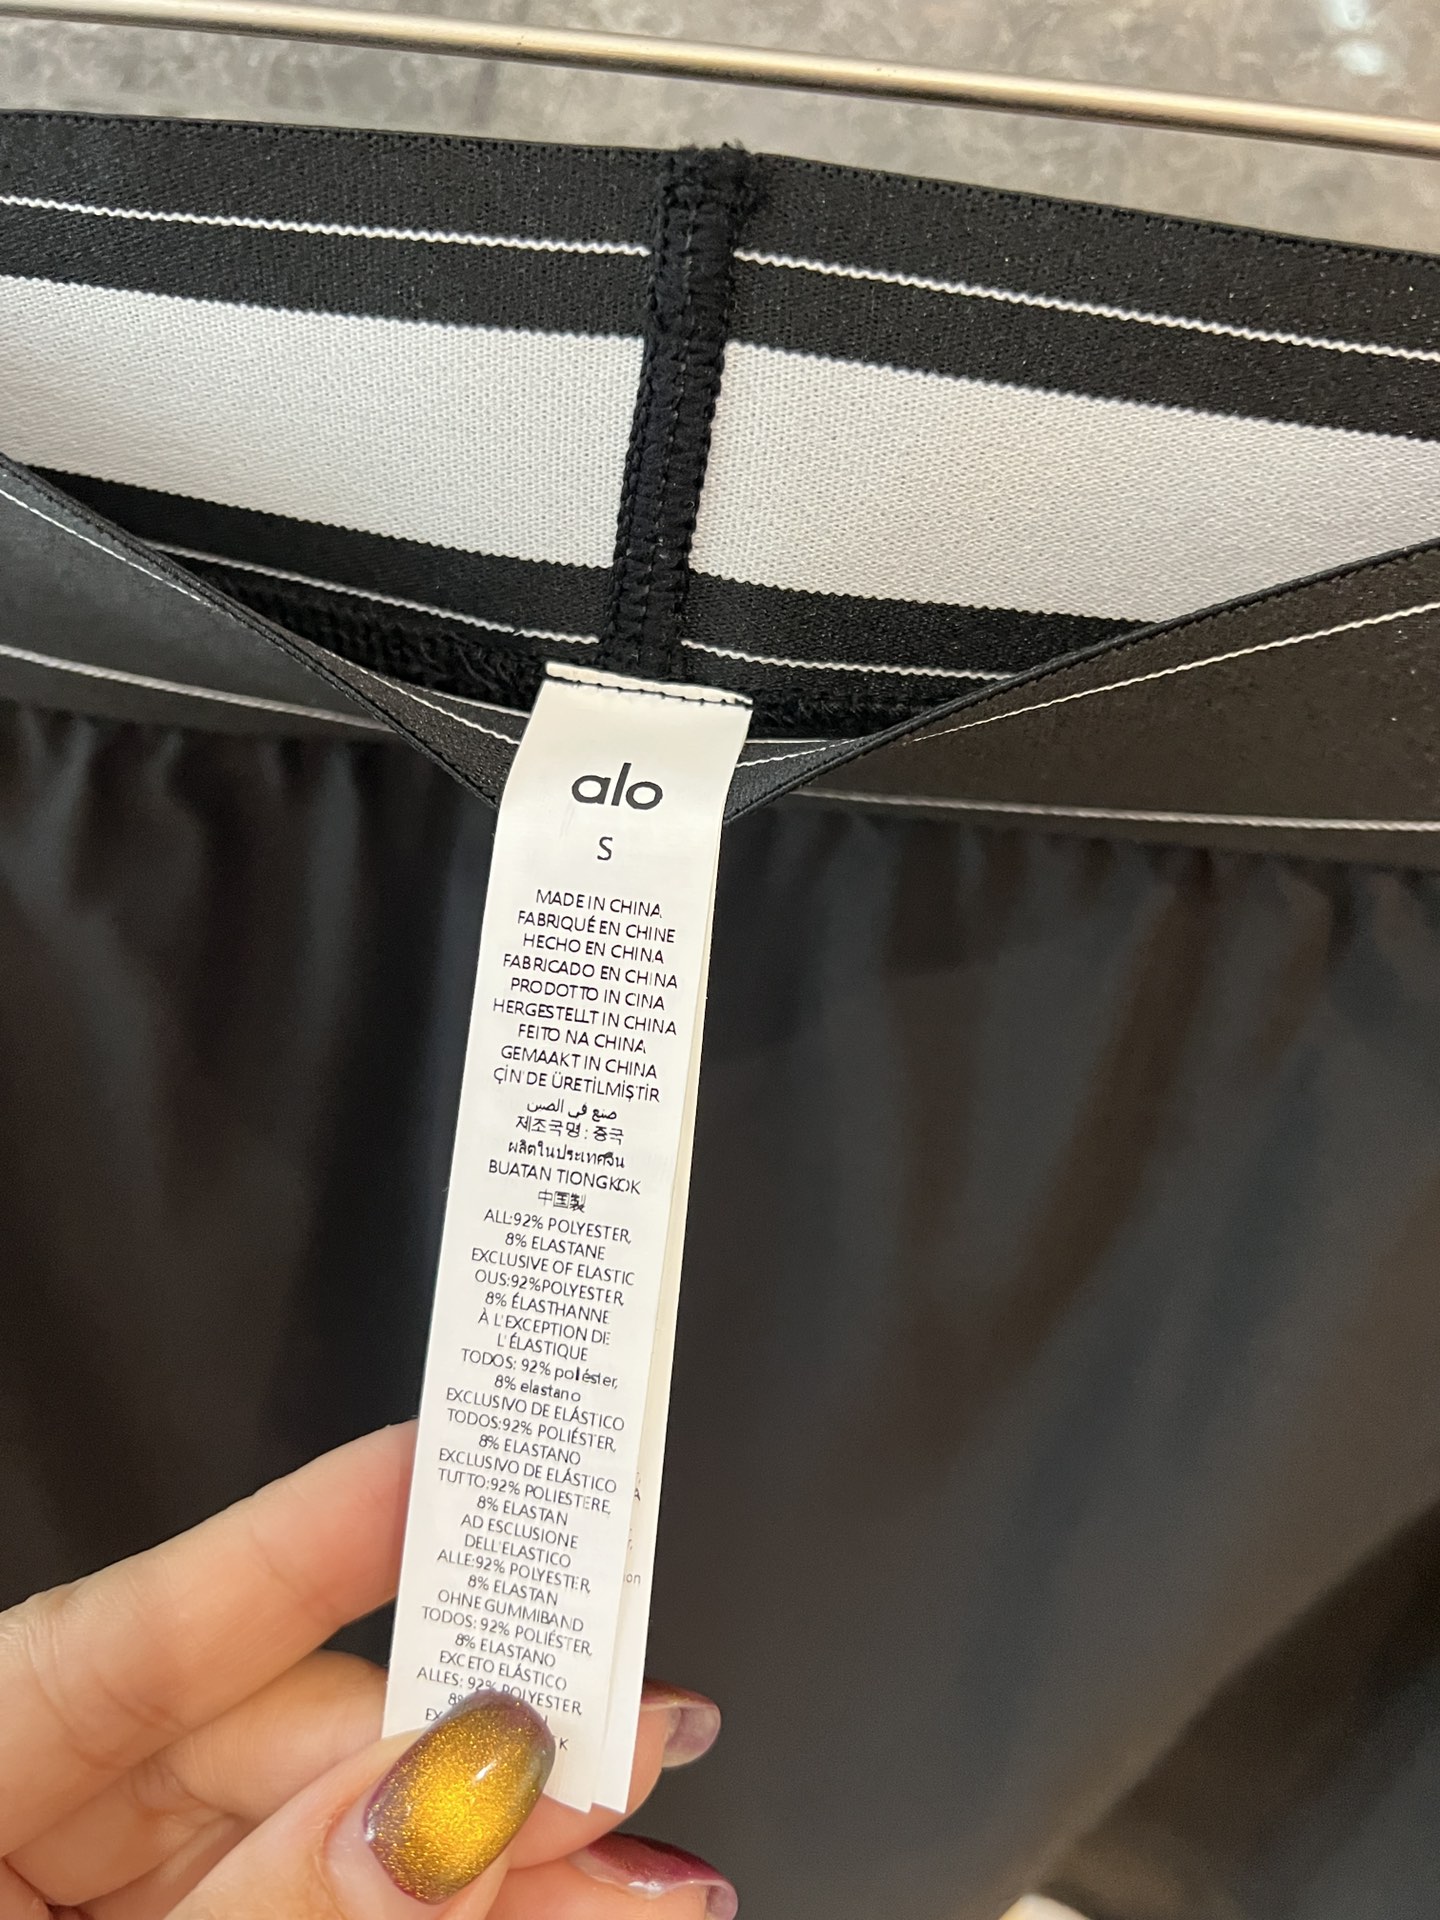 alo
S
MADE IN CHINA
FABRIQUÉ EN CHINE
HECHO EN CHINA
FABRICADO EN CHINA
PRODOTTO IN CINA
HERGESTELLT IN CHINA
FEITO NA CHINA
GEMAAKT IN CHINA
ÇİN'DE ÜRETİLMİŞTİR
صنع في الصين
제조국명 : 중국
ผลิตในประเทศจีน
BUATAN TIONGKOK
中国製
ALL:92% POLYESTER,
8% ELASTANE
EXCLUSIVE OF ELASTIC
OUS:92%POLYESTER,
8% ÉLASTHANNE
À L'EXCEPTION DE
L'ÉLASTIQUE
TODOS: 92% poliéster,
8% elastano
EXCLUSIVO DE ELÁSTICO
TODOS:92% POLIÉSTER,
8% ELASTANO
EXCLUSIVO DE ELÁSTICO
TUTTO:92% POLIESTERE,
8% ELASTAN
AD ESCLUSIONE
DELL'ELASTICO
ALLE:92% POLYESTER,
8% ELASTAN
OHNE GUMMIBAND
TODOS: 92% POLIÉSTER,
8% ELASTANO
EXCETO ELÁSTICO
ALLES: 92% POLYESTER,